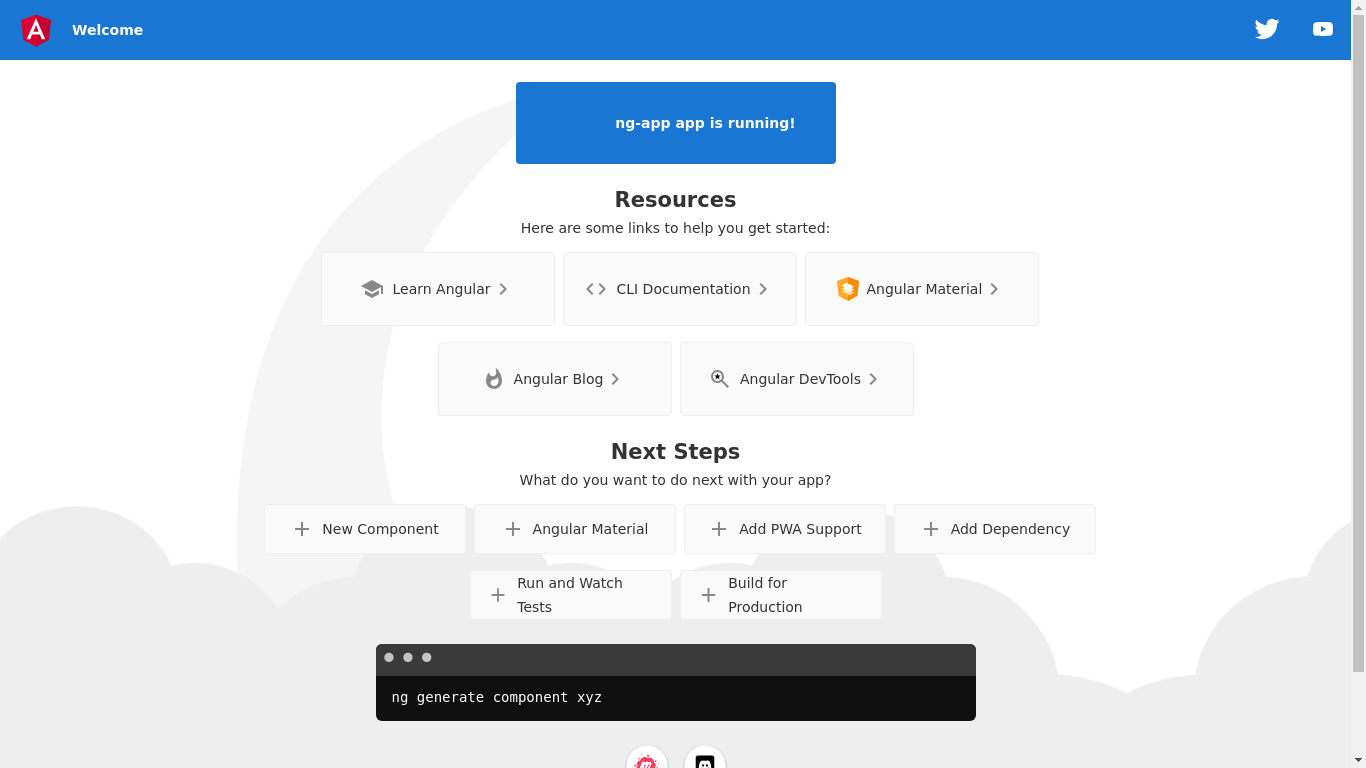 Welcome
ng-app app is running!
Resources
Here are some links to help you get started:
Learn Angular
CLI Documentation
Angular Material
Angular Blog
Angular DevTools
Next Steps
What do you want to do next with your app?
New Component
Angular Material
Add PWA Support
Add Dependency
Run and Watch
Tests
Build for
Production
ng generate component xyz